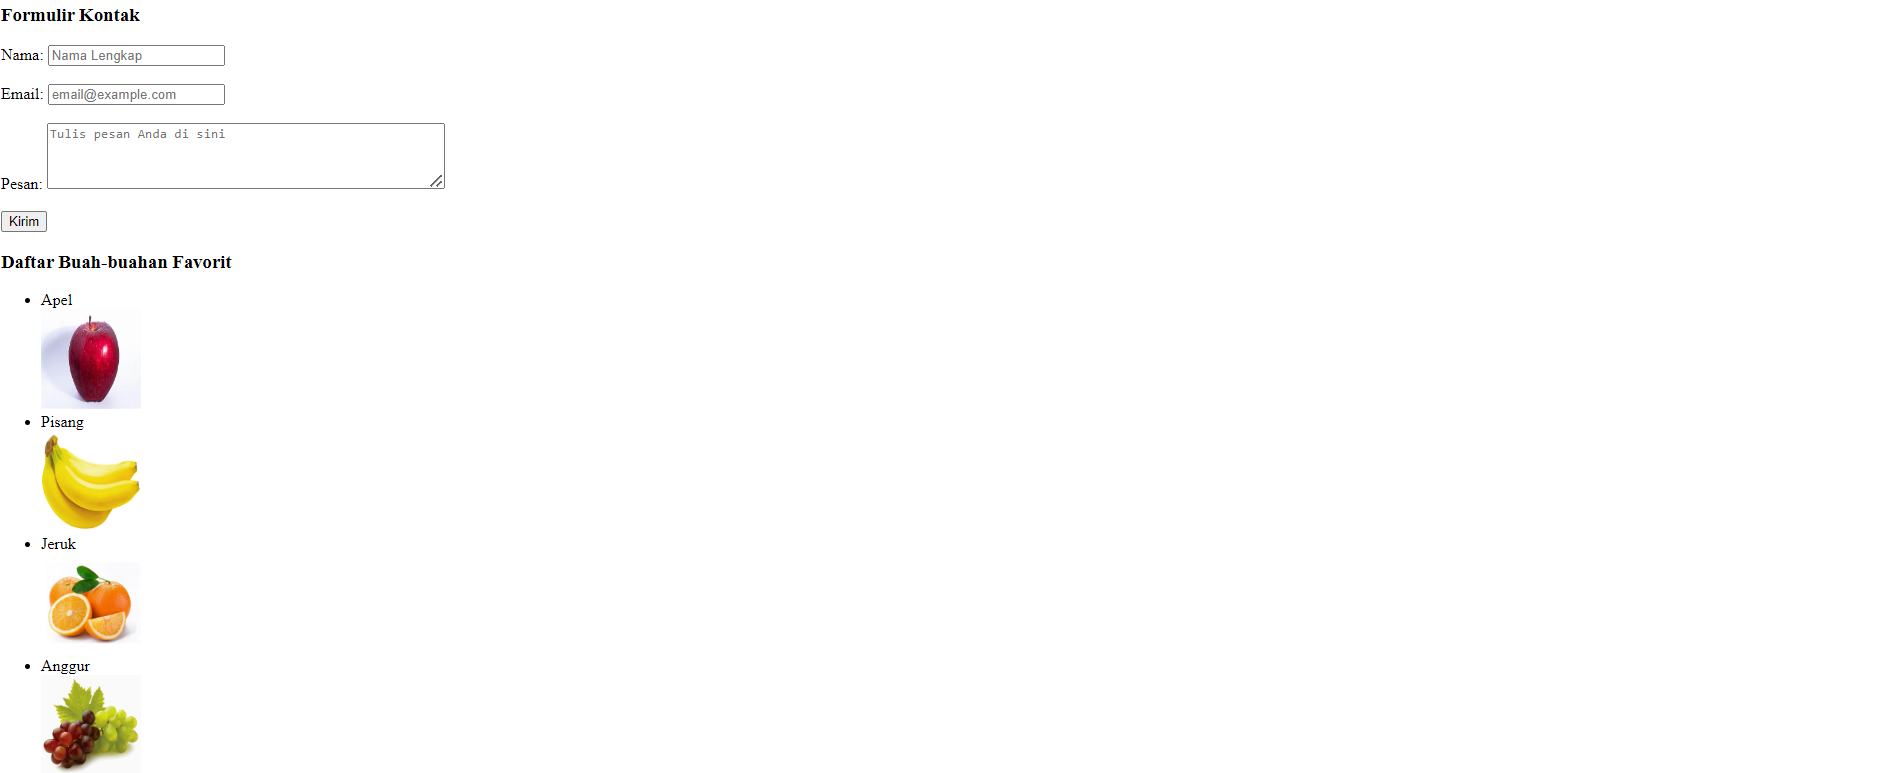 Formulir Kontak
Nama: Nama Lengkap
Email: email@example.com
Pesan: Tulis pesan Anda di sini
Kirim
Daftar Buah-buahan Favorit
Apel
Pisang
Jeruk
Anggur